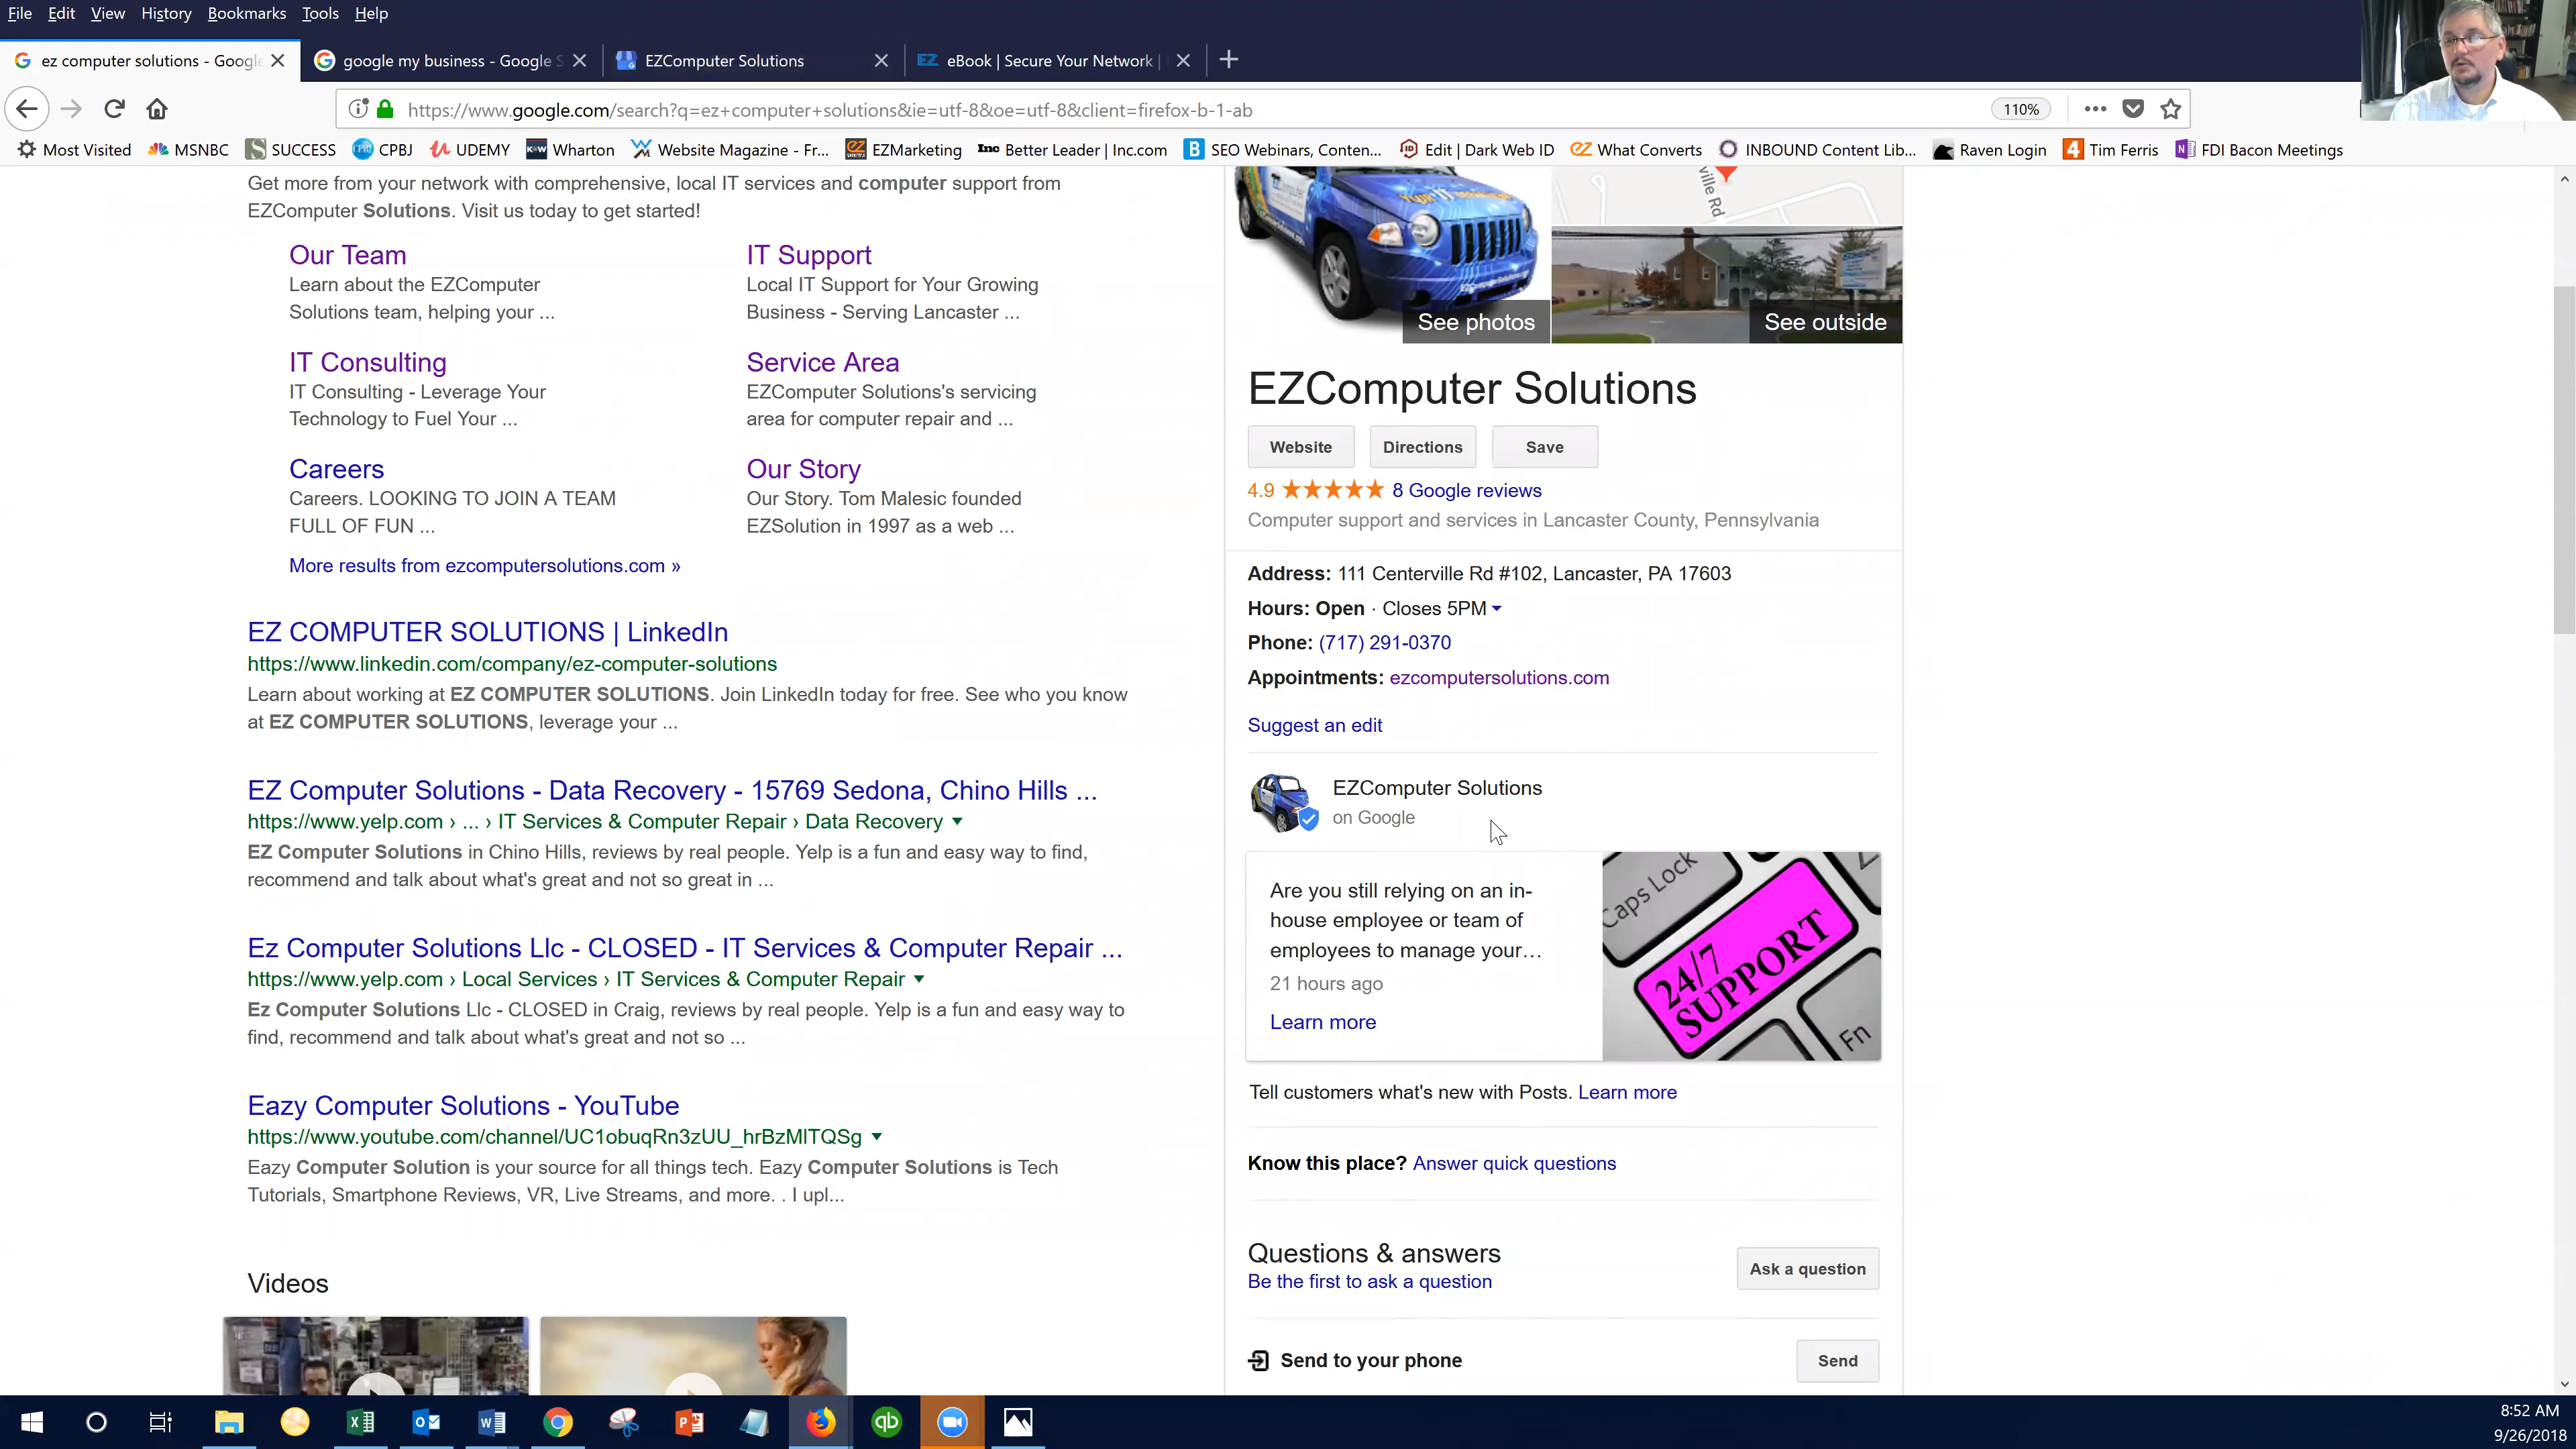 File Edit View History Bookmarks Tools Help
ez computer solutions - Google
google my business - Google S
EZComputer Solutions
eBook | Secure Your Network |
https://www.google.com/search?q=ez+computer+solutions&ie=utf-8&oe=utf-8&client=firefox-b-1-ab
110%
Most Visited MSNBC SUCCESS CPBJ UDEMY Wharton Website Magazine - Fr... EZMarketing Inc Better Leader | Inc.com SEO Webinars, Conten... Edit | Dark Web ID What Converts INBOUND Content Lib... Raven Login Tim Ferris FDI Bacon Meetings
Get more from your network with comprehensive, local IT services and computer support from
EZComputer Solutions. Visit us today to get started!
Our Team
Learn about the EZComputer
Solutions team, helping your ...
IT Support
Local IT Support for Your Growing
Business - Serving Lancaster ...
IT Consulting
IT Consulting - Leverage Your
Technology to Fuel Your ...
Service Area
EZComputer Solutions's servicing
area for computer repair and ...
Careers
Careers. LOOKING TO JOIN A TEAM
FULL OF FUN ...
Our Story
Our Story. Tom Malesic founded
EZSolution in 1997 as a web ...
More results from ezcomputersolutions.com »
EZ COMPUTER SOLUTIONS | LinkedIn
https://www.linkedin.com/company/ez-computer-solutions
Learn about working at EZ COMPUTER SOLUTIONS. Join LinkedIn today for free. See who you know
at EZ COMPUTER SOLUTIONS, leverage your ...
EZ Computer Solutions - Data Recovery - 15769 Sedona, Chino Hills ...
https://www.yelp.com › ... › IT Services & Computer Repair › Data Recovery
EZ Computer Solutions in Chino Hills, reviews by real people. Yelp is a fun and easy way to find,
recommend and talk about what's great and not so great in ...
Ez Computer Solutions Llc - CLOSED - IT Services & Computer Repair ...
https://www.yelp.com › Local Services › IT Services & Computer Repair
Ez Computer Solutions Llc - CLOSED in Craig, reviews by real people. Yelp is a fun and easy way to
find, recommend and talk about what's great and not so ...
Eazy Computer Solutions - YouTube
https://www.youtube.com/channel/UC1obuqRn3zUU_hrBzMlTQSg
Eazy Computer Solution is your source for all things tech. Eazy Computer Solutions is Tech
Tutorials, Smartphone Reviews, VR, Live Streams, and more. . I upl...
Videos
ville Rd
See photos
See outside
EZComputer Solutions
Website Directions Save
4.9 8 Google reviews
Computer support and services in Lancaster County, Pennsylvania
Address: 111 Centerville Rd #102, Lancaster, PA 17603
Hours: Open · Closes 5PM
Phone: (717) 291-0370
Appointments: ezcomputersolutions.com
Suggest an edit
EZComputer Solutions
on Google
Are you still relying on an in-
house employee or team of
employees to manage your...
21 hours ago
Learn more
Caps Lock
24/7
SUPPORT
Z
Fn
Tell customers what's new with Posts. Learn more
Know this place? Answer quick questions
Questions & answers
Be the first to ask a question
Ask a question
Send to your phone
Send
8:52 AM
9/26/2018